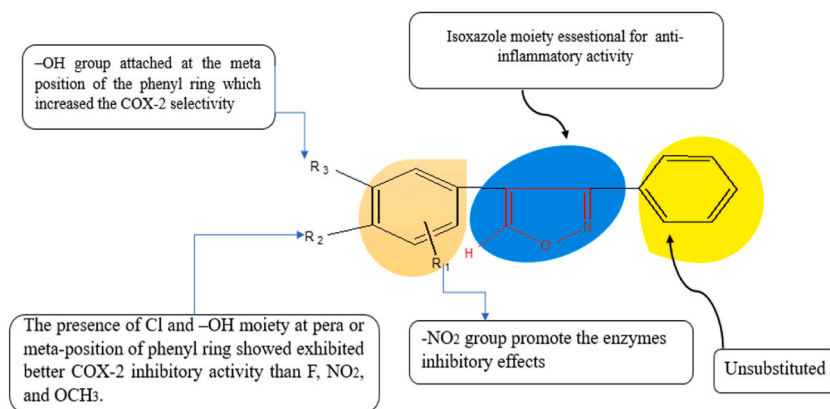 –OH group attached at the meta
position of the phenyl ring which
increased the COX-2 selectivity
Isoxazole moiety essestional for anti-
inflammatory activity
R3
R2
R1
H
O
N
The presence of Cl and –OH moiety at pera or
meta-position of phenyl ring showed exhibited
better COX-2 inhibitory activity than F, NO2,
and OCH3.
-NO2 group promote the enzymes
inhibitory effects
Unsubstituted